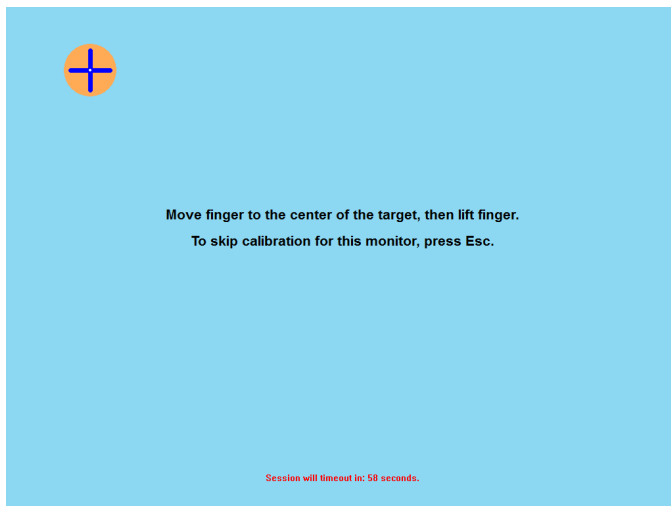 Move finger to the center of the target, then lift finger.
To skip calibration for this monitor, press Esc.
Session will timeout in: 58 seconds.